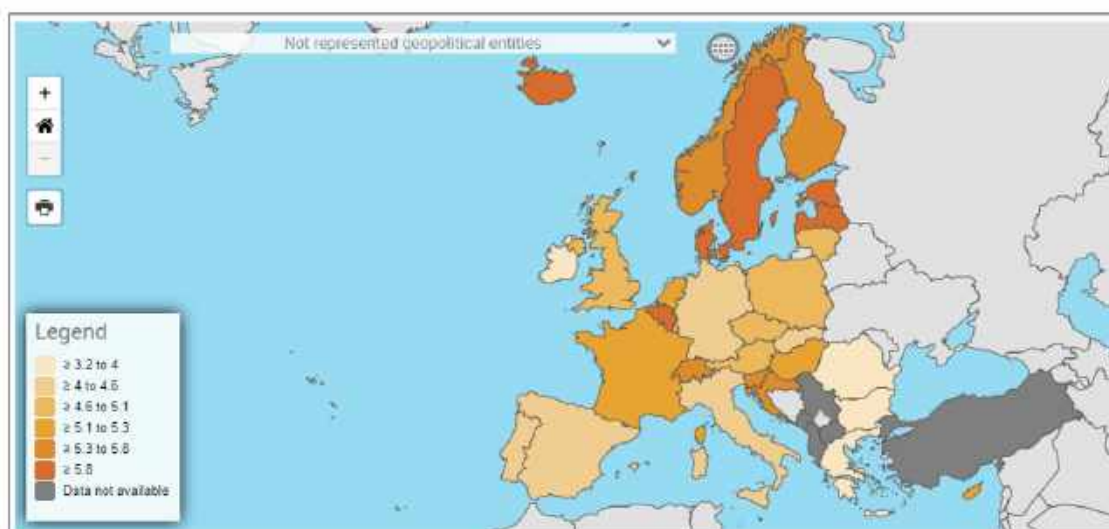 Not represented geopolitical entities
+
−
Legend
≥ 3.2 to 4
≥ 4 to 4.6
≥ 4.6 to 5.1
≥ 5.1 to 5.3
≥ 5.3 to 5.8
≥ 5.8
Data not available